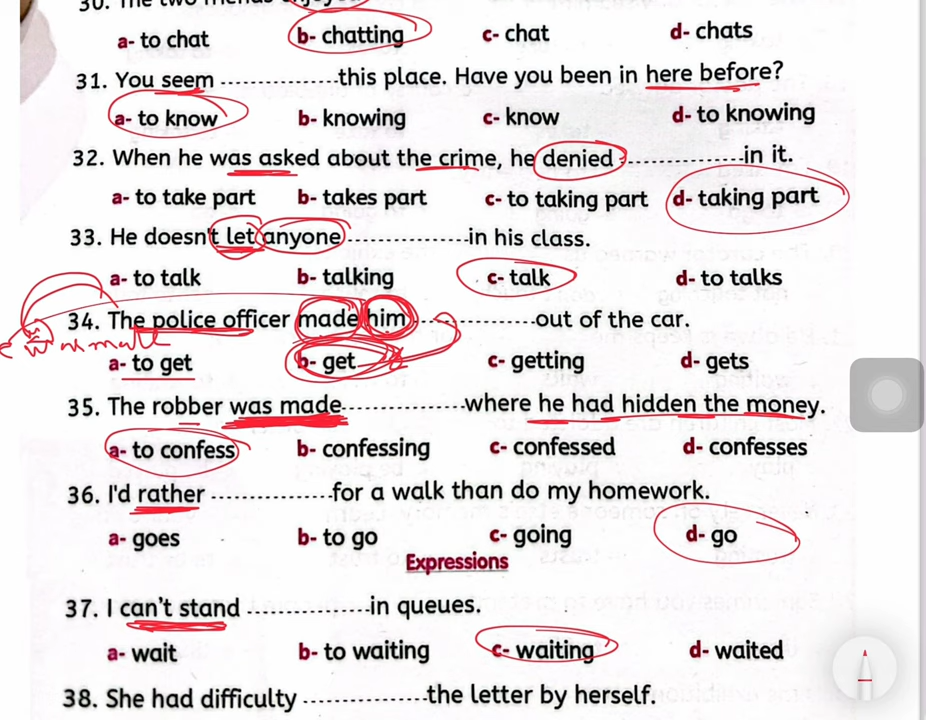 30. The two friends enjoy
a- to chat b- chatting c- chat d- chats
31. You seem ..............this place. Have you been in here before?
a- to know b- knowing c- know d- to knowing
32. When he was asked about the crime, he denied ..............in it.
a- to take part b- takes part c- to taking part d- taking part
33. He doesn't let anyone ..............in his class.
a- to talk b- talking c- talk d- to talks
34. The police officer made him ..............out of the car.
a- to get b- get c- getting d- gets
35. The robber was made ..............where he had hidden the money.
a- to confess b- confessing c- confessed d- confesses
36. I'd rather ..............for a walk than do my homework.
a- goes b- to go c- going d- go
Expressions
37. I can't stand ..............in queues.
a- wait b- to waiting c- waiting d- waited
38. She had difficulty ..............the letter by herself.